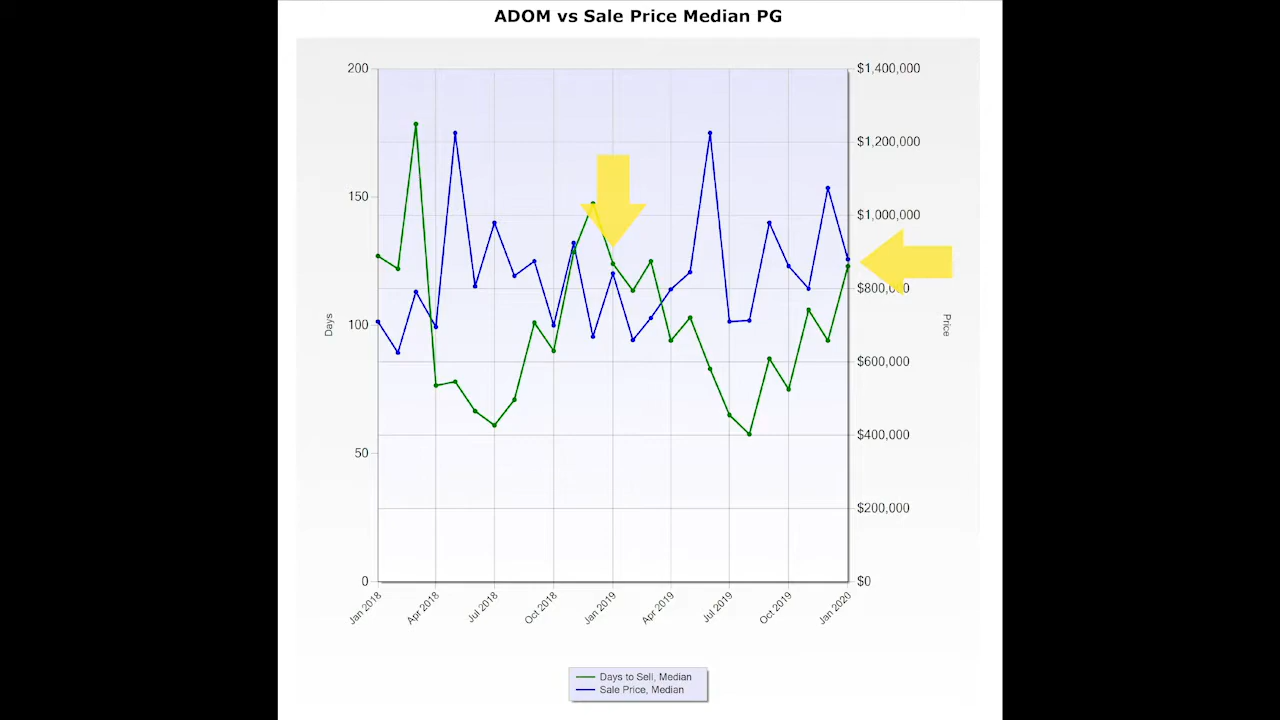 ADOM vs Sale Price Median PG
200
150
100
50
0
Days
$1,400,000
$1,200,000
$1,000,000
$800,000
$600,000
$400,000
$200,000
$0
Price
Jan 2018
Apr 2018
Jul 2018
Oct 2018
Jan 2019
Apr 2019
Jul 2019
Oct 2019
Jan 2020
Days to Sell, Median
Sale Price, Median